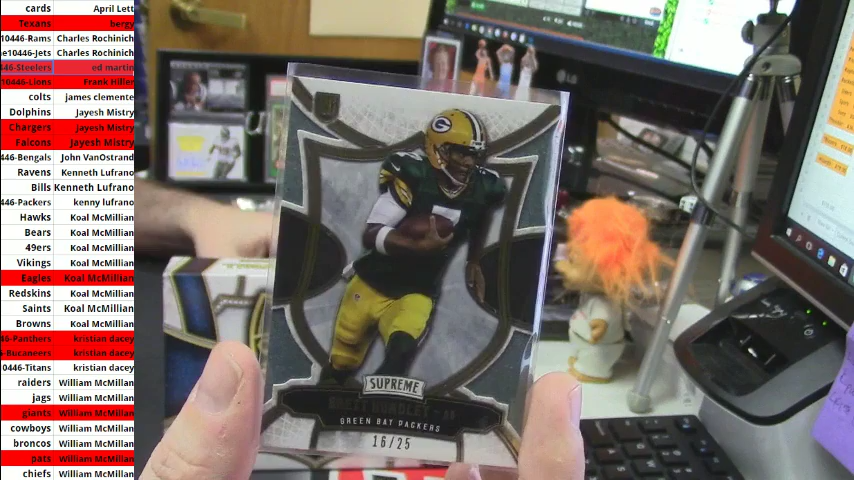 cards April Lett
Texans bergy
10446-Rams Charles Rochinich
e10446-Jets Charles Rochinich
446-Steelers ed martin
10446-Lions Frank Hiller
colts james clemente
Dolphins Jayesh Mistry
Chargers Jayesh Mistry
Falcons Jayesh Mistry
446-Bengals John VanOstrand
Ravens Kenneth Lufrano
Bills Kenneth Lufrano
446-Packers kenny lufrano
Hawks Koal McMillian
Bears Koal McMillian
49ers Koal McMillian
Vikings Koal McMillian
Eagles Koal McMillian
Redskins Koal McMillian
Saints Koal McMillian
Browns Koal McMillian
6-Panthers kristian dacey
6-Bucaneers kristian dacey
0446-Titans kristian dacey
raiders William McMillan
jags William McMillan
giants William McMillan
cowboys William McMillan
broncos William McMillan
pats William McMillan
chiefs William McMillan
LG
G
7
SUPREME
GREEN BAY PACKERS
16/25